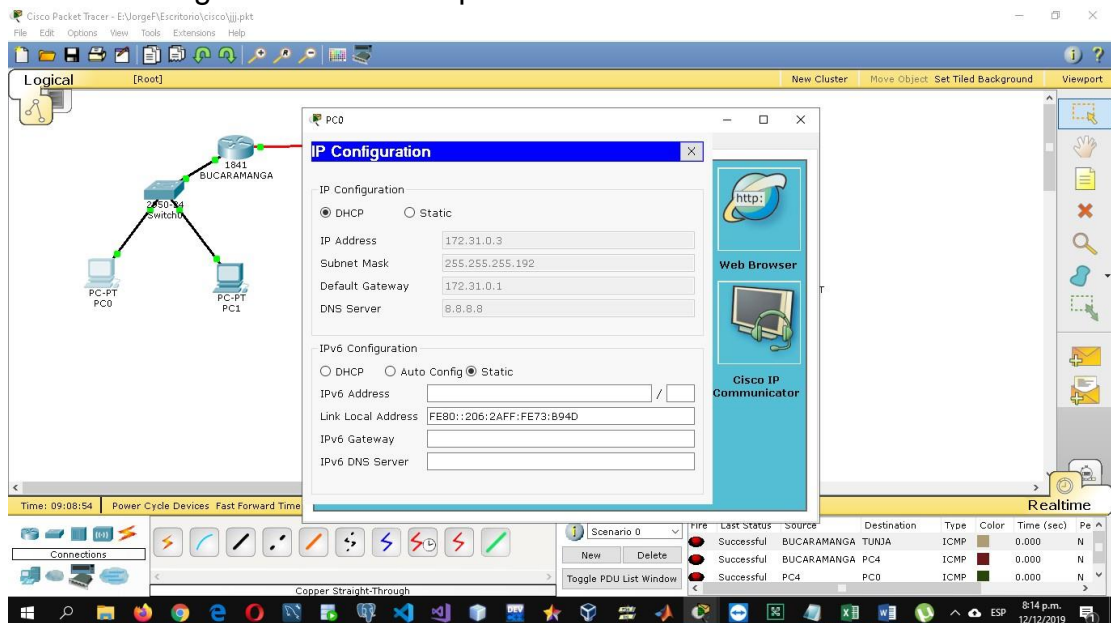 Cisco Packet Tracer - E:\JorgeF\Escritorio\cisco\jjj.pkt
File Edit Options View Tools Extensions Help
Logical [Root] New Cluster Move Object Set Tiled Background Viewport
1841
BUCARAMANGA
2950-24
Switch0
PC-PT
PC0
PC-PT
PC1
PC0
IP Configuration
IP Configuration
DHCP Static
IP Address 172.31.0.3
Subnet Mask 255.255.255.192
Default Gateway 172.31.0.1
DNS Server 8.8.8.8
IPv6 Configuration
DHCP Auto Config Static
IPv6 Address /
Link Local Address FE80::206:2AFF:FE73:B94D
IPv6 Gateway
IPv6 DNS Server
http:
Web Browser
Cisco IP
Communicator
T
Time: 09:08:54 Power Cycle Devices Fast Forward Time
Realtime
Connections
Copper Straight-Through
Scenario 0
New Delete
Toggle PDU List Window
Fire Last Status Source Destination Type Color Time (sec) Pe
Successful BUCARAMANGA TUNJA ICMP 0.000 N
Successful BUCARAMANGA PC4 ICMP 0.000 N
Successful PC4 PC0 ICMP 0.000 N
ESP
8:14 p.m.
12/12/2019